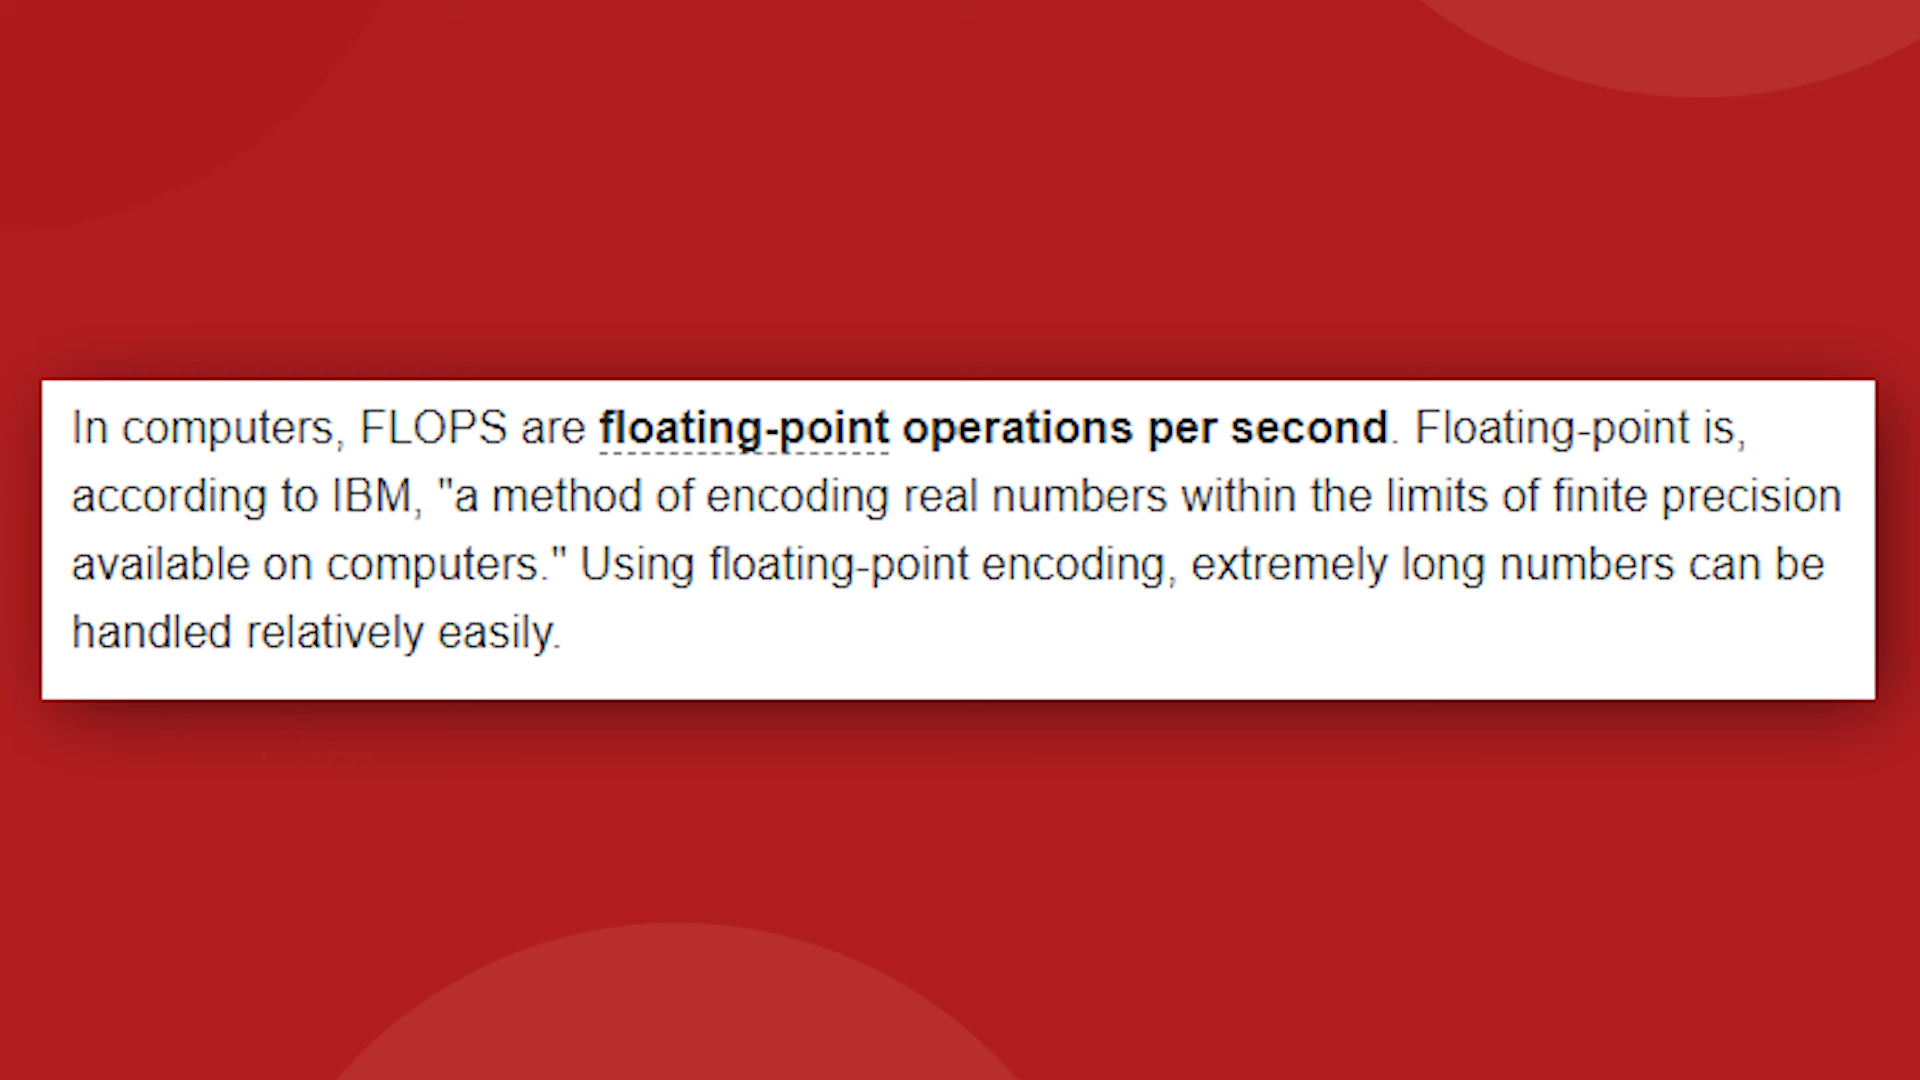 In computers, FLOPS are floating-point operations per second. Floating-point is,
according to IBM, "a method of encoding real numbers within the limits of finite precision
available on computers." Using floating-point encoding, extremely long numbers can be
handled relatively easily.